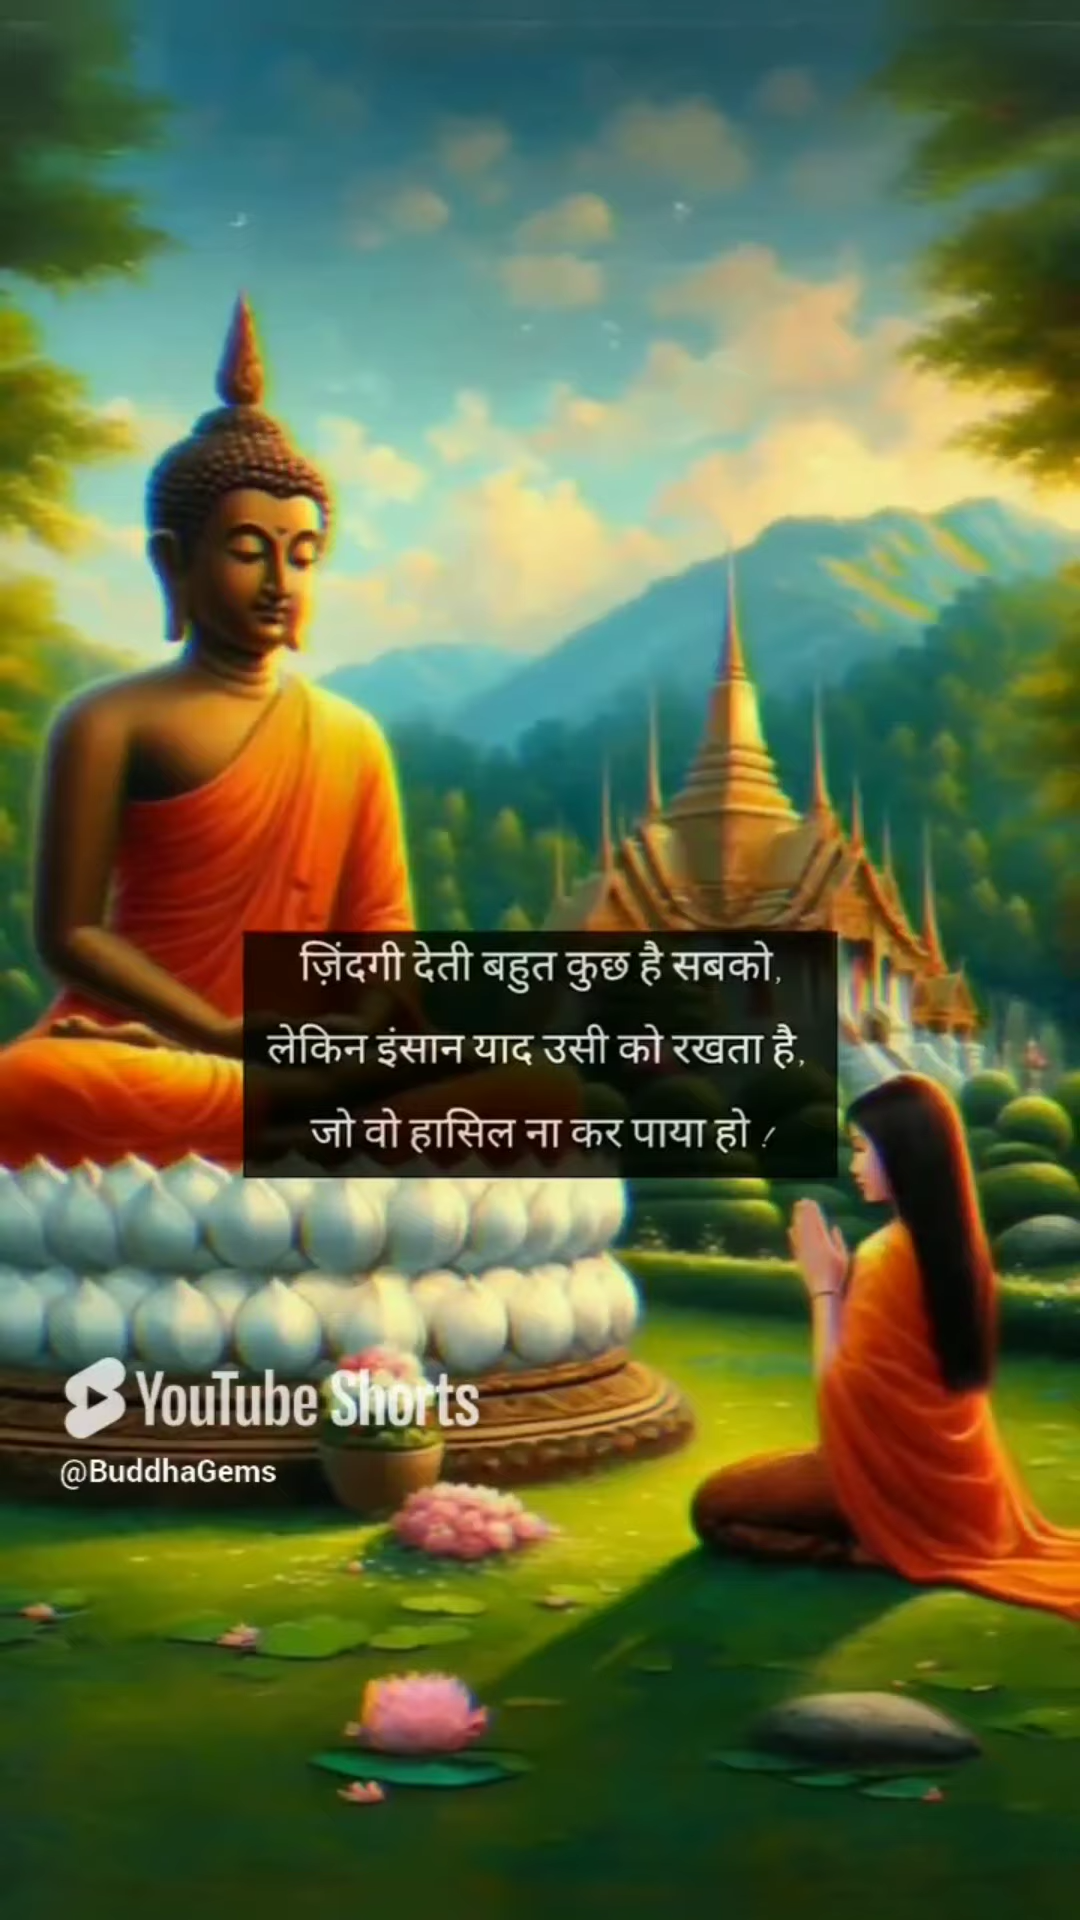 ज़िंदगी देती बहुत कुछ है सबको,
लेकिन इंसान याद उसी को रखता है,
जो वो हासिल ना कर पाया हो !
YouTube Shorts
@BuddhaGems